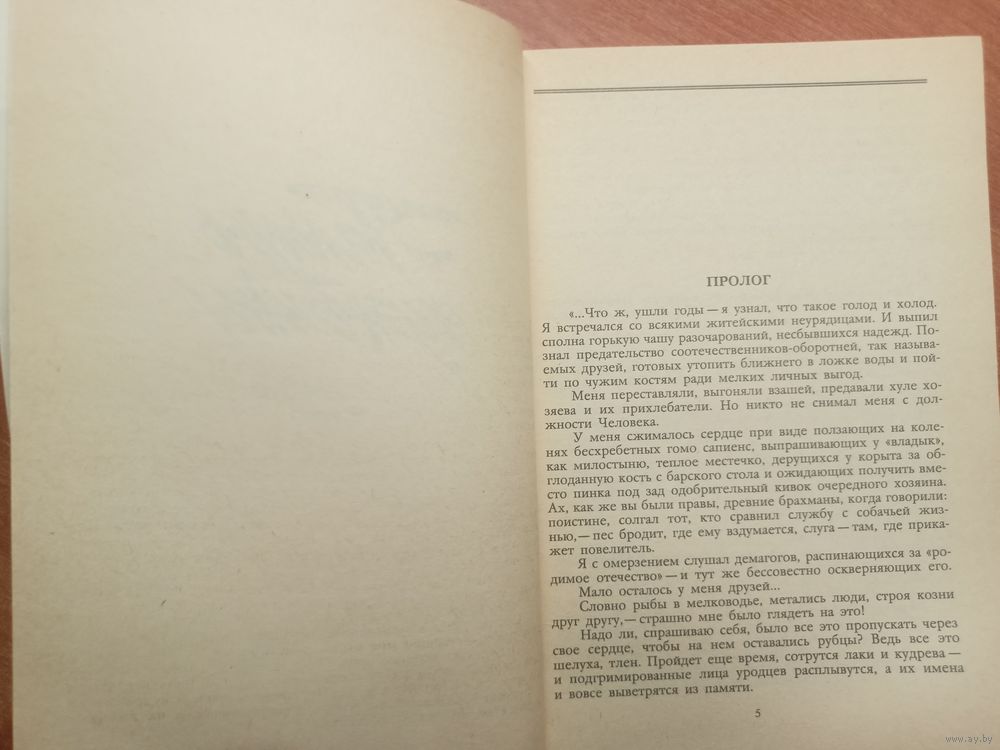 ПРОЛОГ
«...Что ж, ушли годы — я узнал, что такое голод и холод.
Я встречался со всякими житейскими неурядицами. И выпил
сполна горькую чашу разочарований, несбывшихся надежд. По-
знал предательство соотечественников-оборотней, так называ-
емых друзей, готовых утопить ближнего в ложке воды и пой-
ти по чужим костям ради мелких личных выгод.
Меня переставляли, выгоняли взашей, предавали хуле хо-
зяева и их прихлебатели. Но никто не снимал меня с дол-
жности Человека.
У меня сжималось сердце при виде ползающих на коле-
нях бесхребетных гомо сапиенс, выпрашивающих у «владык»,
как милостыню, теплое местечко, дерущихся у корыта за об-
глоданную кость с барского стола и ожидающих получить вме-
сто пинка под зад одобрительный кивок очередного хозяина.
Ах, как же вы были правы, древние брахманы, когда говорили:
поистине, солгал тот, кто сравнил службу с собачьей жиз-
нью,— пес бродит, где ему вздумается, слуга — там, где прика-
жет повелитель.
Я с омерзением слушал демагогов, распинающихся за «ро-
димое отечество» — и тут же бессовестно оскверняющих его.
Мало осталось у меня друзей...
Словно рыбы в мелководье, метались люди, строя козни
друг другу,— страшно мне было глядеть на это!
Надо ли, спрашиваю себя, было все это пропускать через
свое сердце, чтобы на нем оставались рубцы? Ведь все это
шелуха, тлен. Пройдет еще время, сотрутся лаки и кудрева —
и подгримированные лица уродцев расплывутся, а их имена
и вовсе выветрятся из памяти.
5
www.ay.by